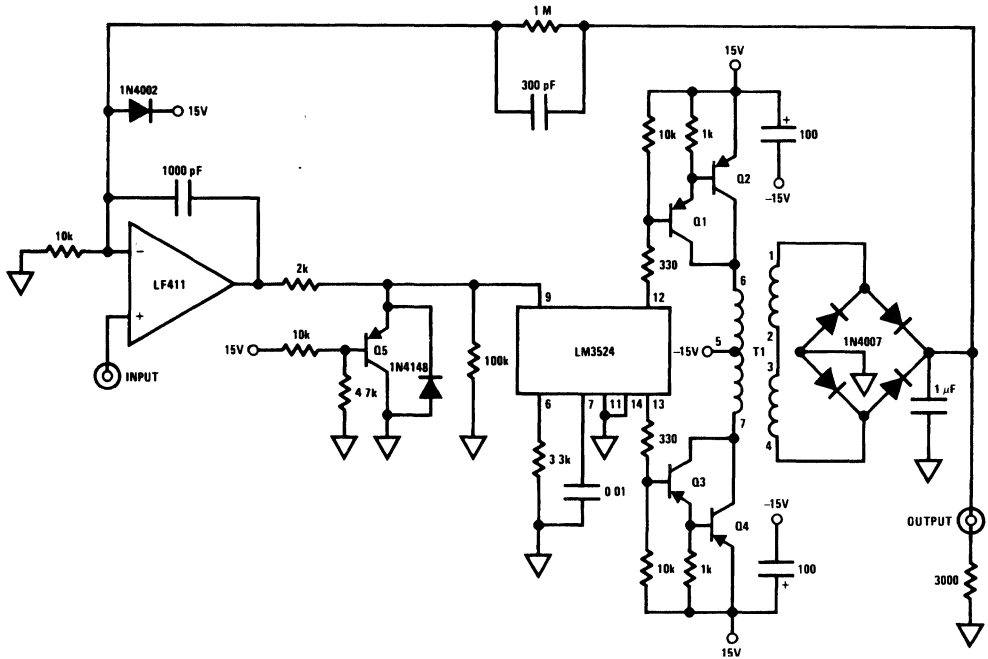 1 M
300 pF
1N4002
15V
1000 pF
10k
−
LF411
+
INPUT
2k
15V
10k
Q5
4 7k
1N4148
100k
9
12
LM3524
6
7
11
14
13
3 3k
0 01
15V
10k
1k
Q2
Q1
330
+
100
−15V
6
−15V
5
T1
7
1
2
3
4
1N4007
1 μF
330
Q3
Q4
10k
1k
−15V
100
+
15V
OUTPUT
3000